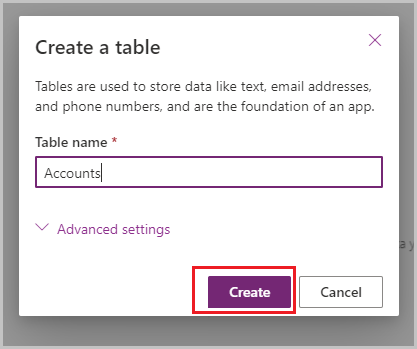 Create a table
Tables are used to store data like text, email addresses,
and phone numbers, and are the foundation of an app.
Table name *
Accounts
Advanced settings
Create
Cancel